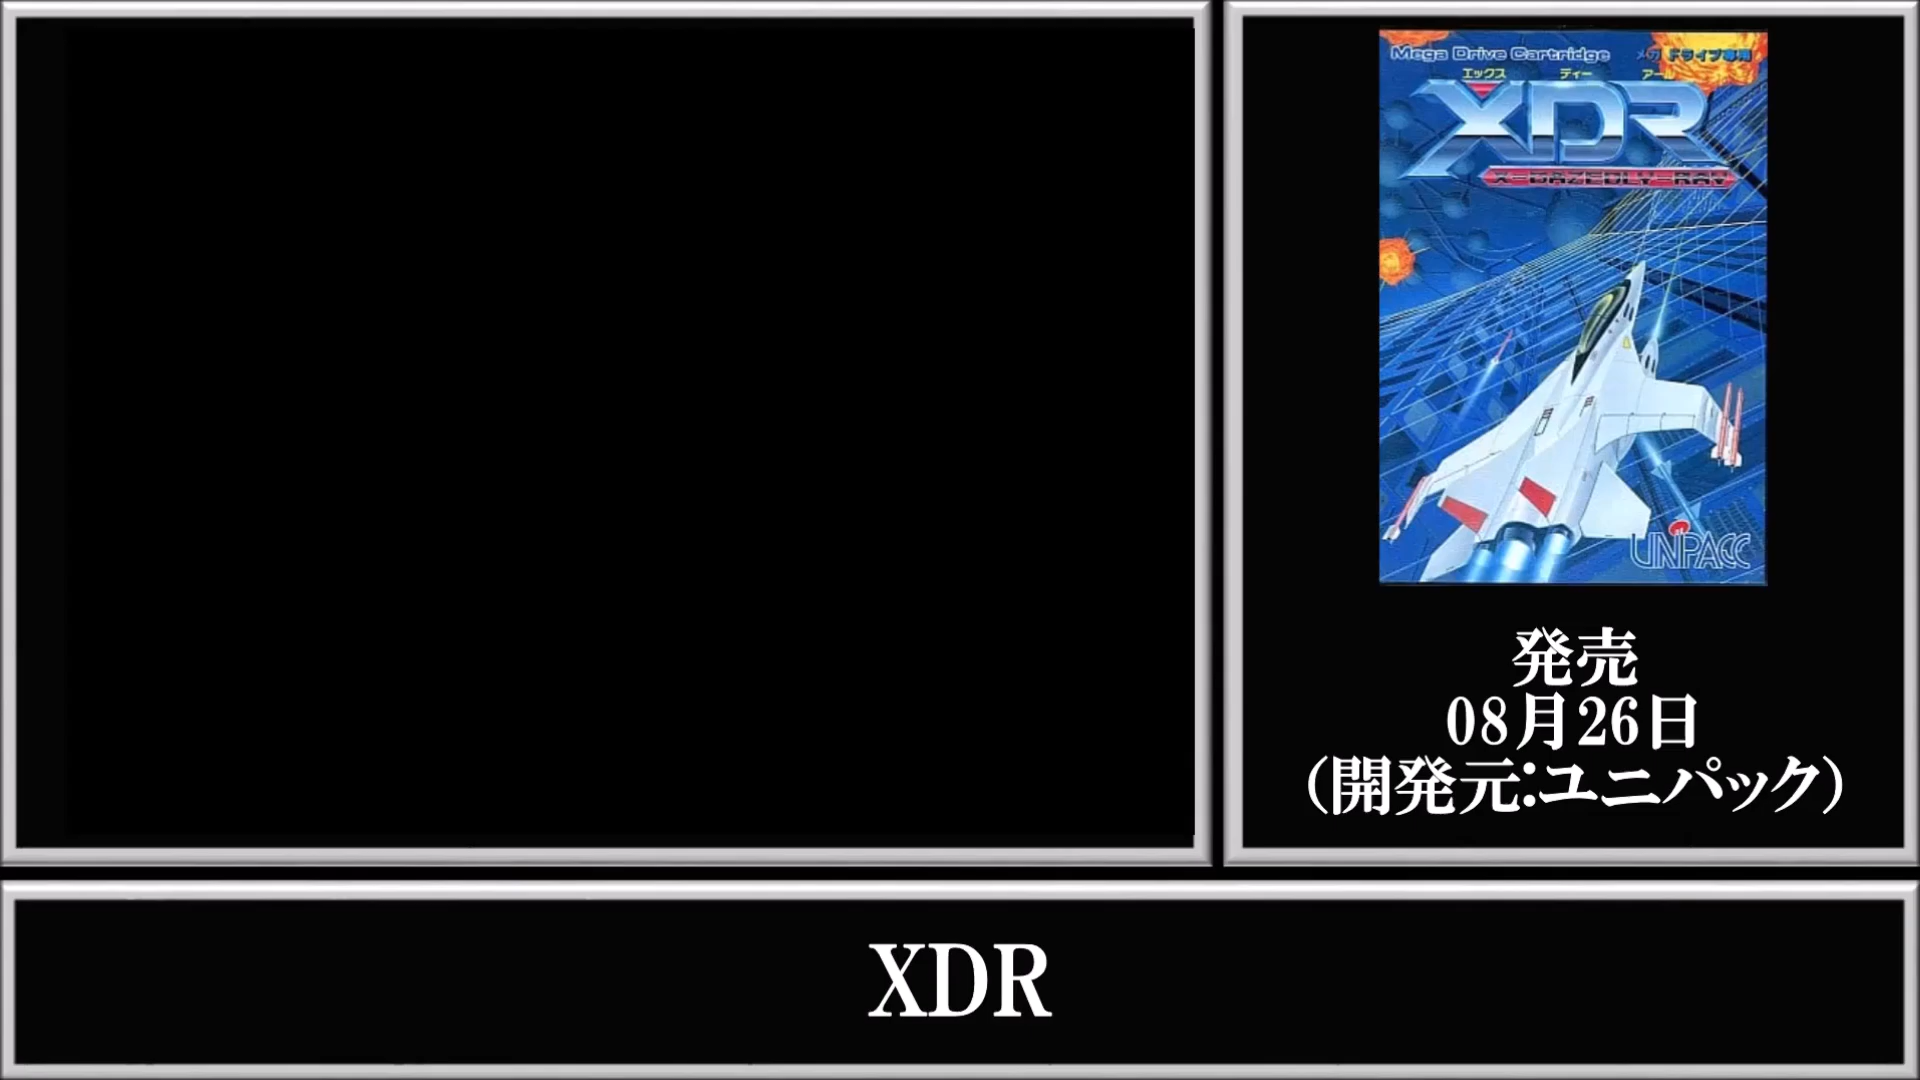 Mega Drive Cartridge メガドライブ専用
エックス ディー アール
XDR
X-GAZEDLY-RAY
UNPACC
発売
08月26日
（開発元：ユニパック）
XDR